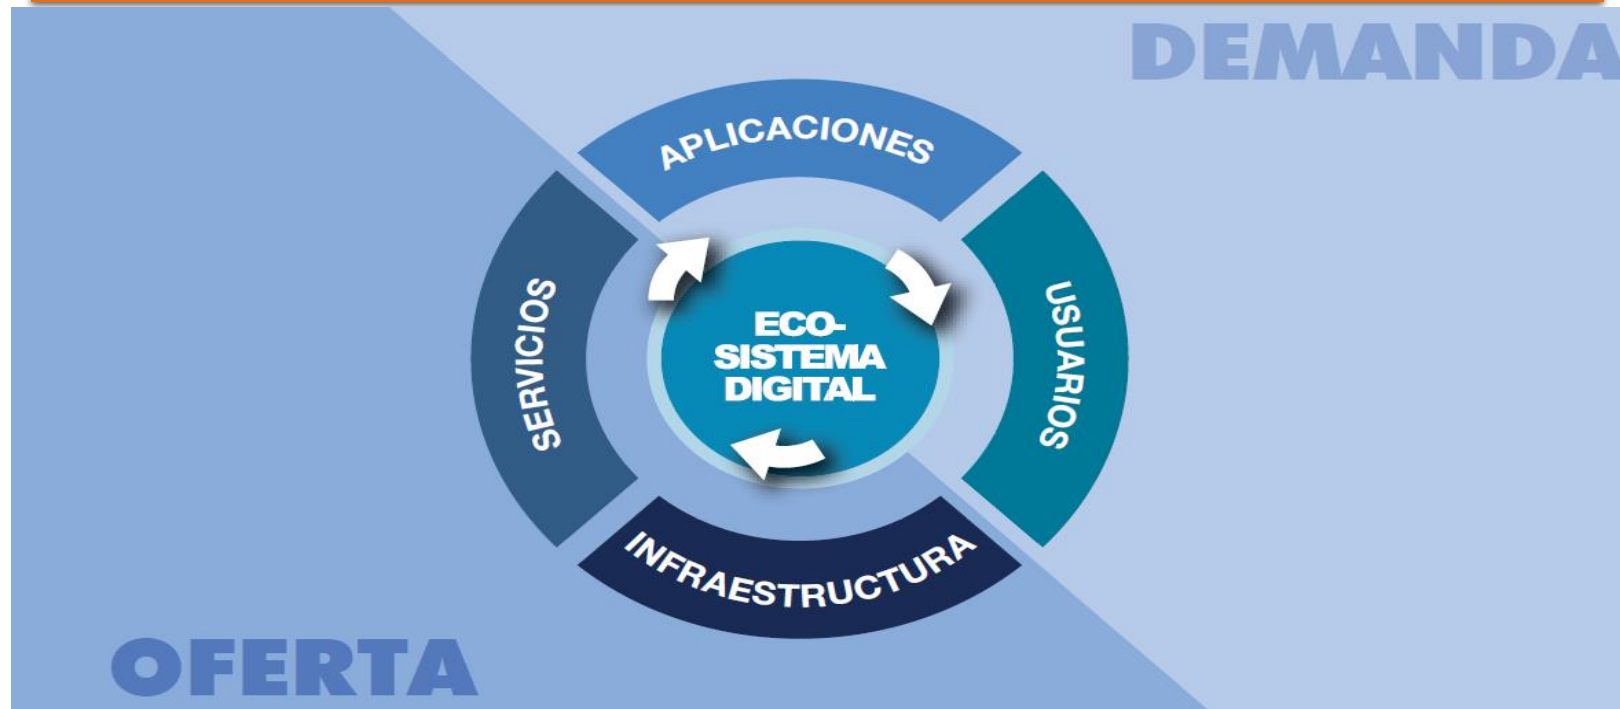 DEMANDA
APLICACIONES
SERVICIOS
ECO-
SISTEMA
DIGITAL
USUARIOS
INFRAESTRUCTURA
OFERTA